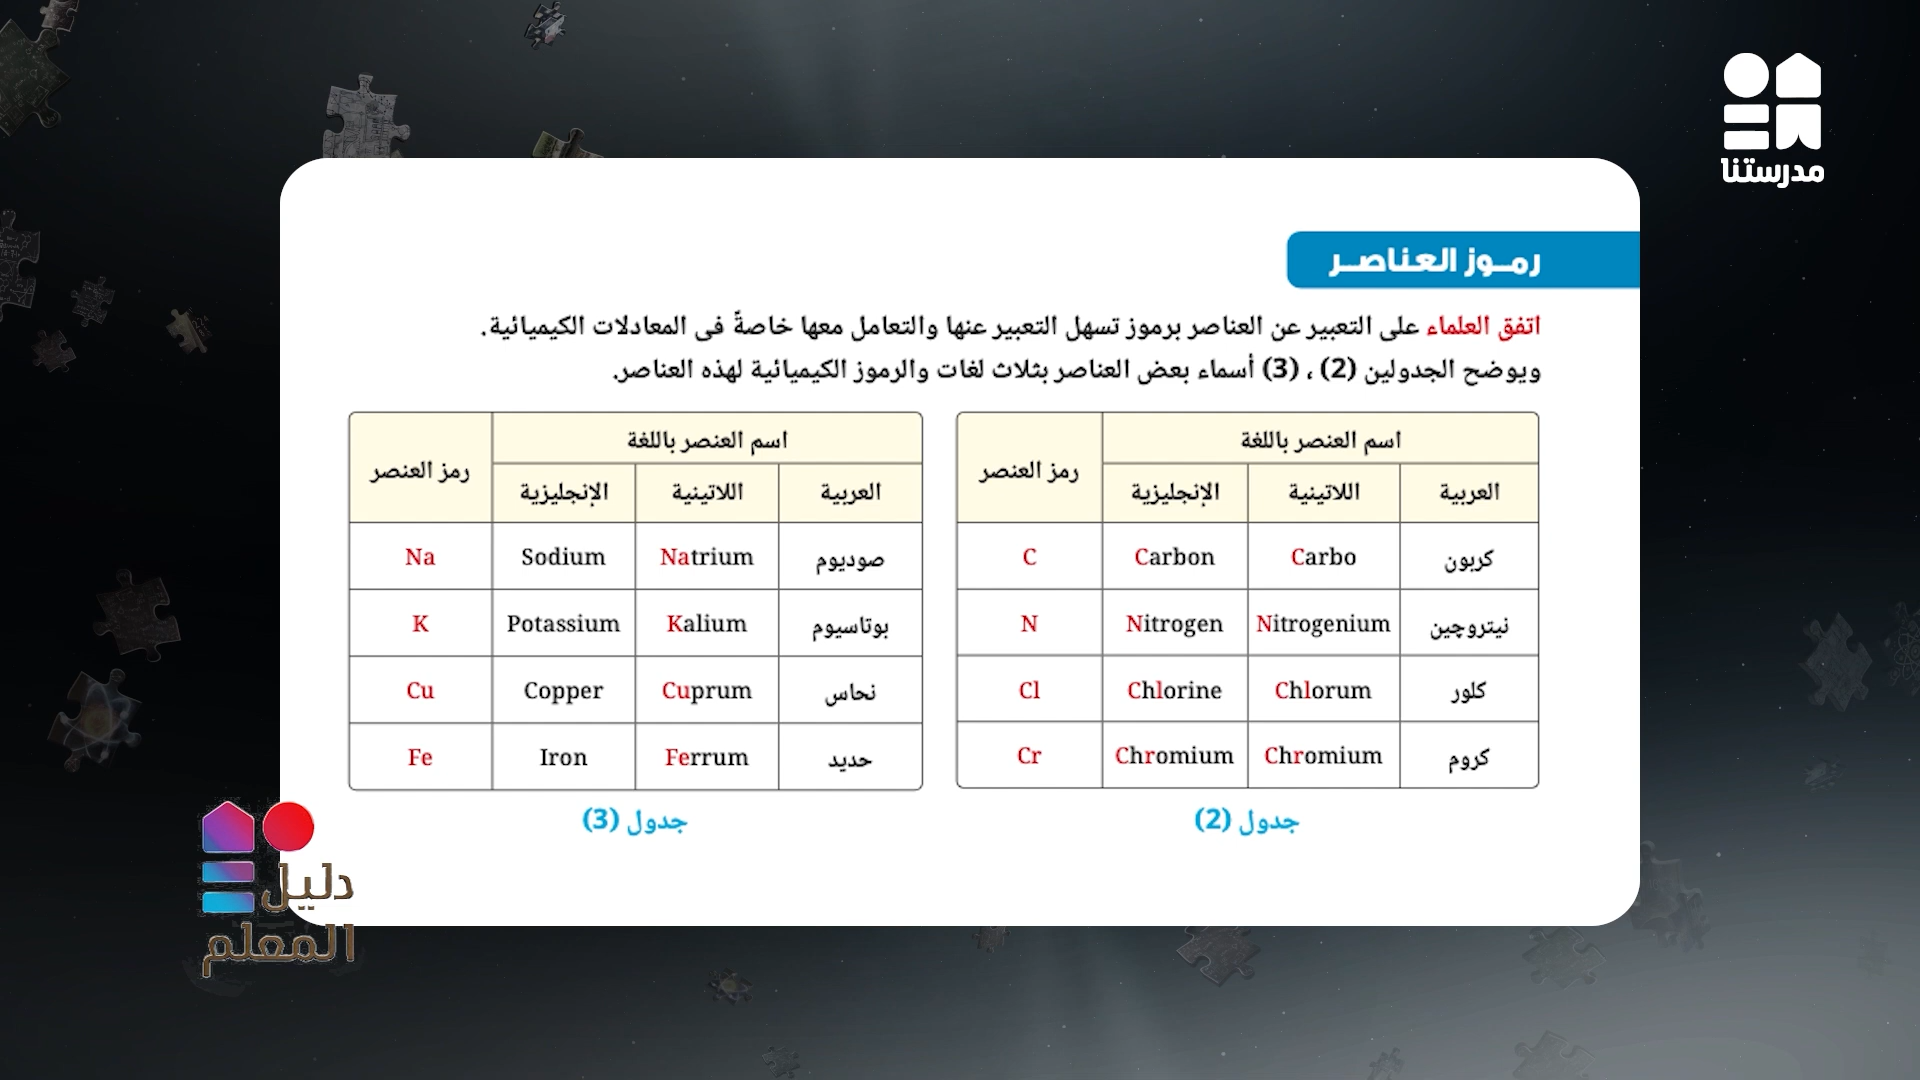 مدرستنا
رموز العناصر
اتفق العلماء على التعبير عن العناصر برموز تسهل التعبير عنها والتعامل معها خاصةً فى المعادلات الكيميائية.
ويوضح الجدولين (2) ، (3) أسماء بعض العناصر بثلاث لغات والرموز الكيميائية لهذه العناصر.
اسم العنصر باللغة رمز العنصر
العربية اللاتينية الإنجليزية
كربون Carbo Carbon C
نيتروچين Nitrogenium Nitrogen N
كلور Chlorum Chlorine Cl
كروم Chromium Chromium Cr
جدول (2)
اسم العنصر باللغة رمز العنصر
العربية اللاتينية الإنجليزية
صوديوم Natrium Sodium Na
بوتاسيوم Kalium Potassium K
نحاس Cuprum Copper Cu
حديد Ferrum Iron Fe
جدول (3)
دليل
المعلم